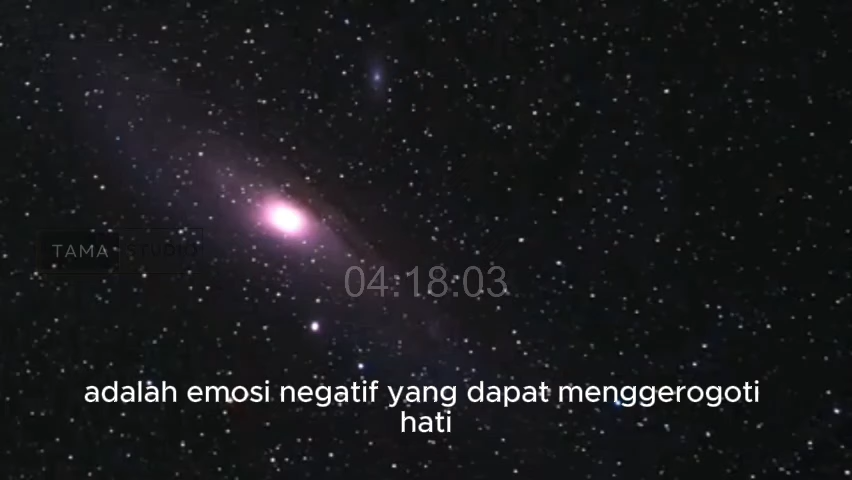 TAMA STUDIO
04:18:03
adalah emosi negatif yang dapat menggerogoti
hati